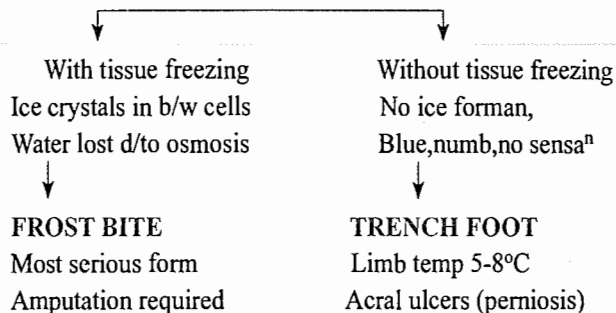 With tissue freezing
Ice crystals in b/w cells
Water lost d/to osmosis
FROST BITE
Most serious form
Amputation required
Without tissue freezing
No ice forman,
Blue,numb,no sensaⁿ
TRENCH FOOT
Limb temp 5-8ºC
Acral ulcers (perniosis)